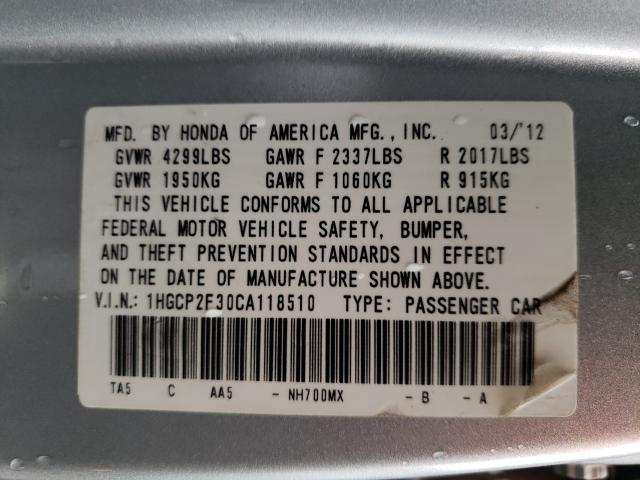 MFD. BY HONDA OF AMERICA MFG., INC. 03/'12
GVWR 4299LBS GAWR F 2337LBS R 2017LBS
GVWR 1950KG GAWR F 1060KG R 915KG
THIS VEHICLE CONFORMS TO ALL APPLICABLE
FEDERAL MOTOR VEHICLE SAFETY, BUMPER,
AND THEFT PREVENTION STANDARDS IN EFFECT
ON THE DATE OF MANUFACTURE SHOWN ABOVE.
V.I.N.: 1HGCP2F30CA118510 TYPE: PASSENGER CAR
TA5 C AA5 - NH700MX - B - A